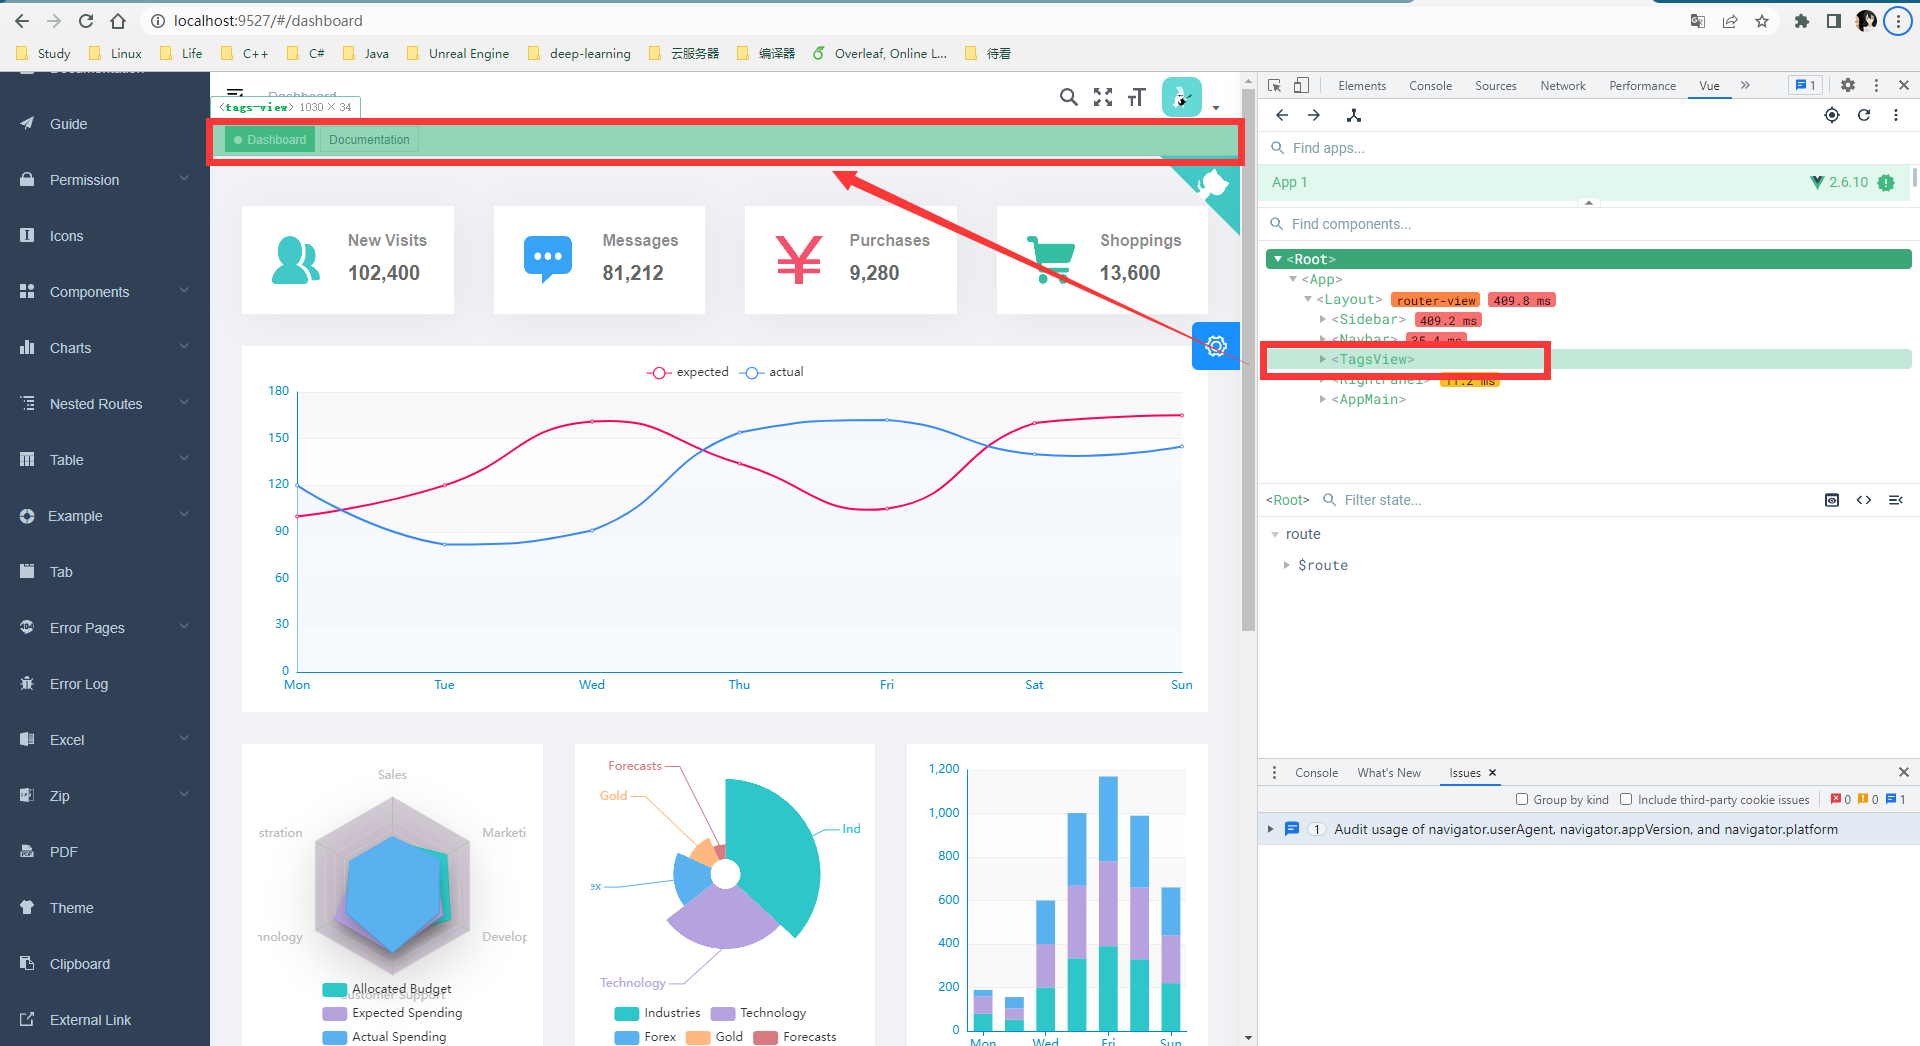 localhost:9527/#/dashboard
Study Linux Life C++ C# Java Unreal Engine deep-learning 云服务器 编译器 Overleaf, Online L... 待看
Documentation
Guide
Permission
Icons
Components
Charts
Nested Routes
Table
Example
Tab
Error Pages
Error Log
Excel
Zip
PDF
Theme
Clipboard
External Link
Dashboard
<tags-view> 1030 × 34
Dashboard Documentation
New Visits
102,400
Messages
81,212
Purchases
9,280
Shoppings
13,600
expected actual
180
150
120
90
60
30
0
Mon Tue Wed Thu Fri Sat Sun
Sales
stration
Marketi
hnology
Develop
Customer Support
Allocated Budget
Expected Spending
Actual Spending
Forecasts
Gold
Ind
ex
Technology
Industries Technology
Forex Gold Forecasts
1,200
1,000
800
600
400
200
0
Mon Wed Fri Sun
Elements Console Sources Network Performance Vue 1
Find apps...
App 1 2.6.10
Find components...
<Root>
<App>
<Layout> router-view 409.8 ms
<Sidebar> 409.2 ms
<Navbar> 35.4 ms
<TagsView>
<RightPanel> 11.2 ms
<AppMain>
<Root> Filter state...
route
$route
Console What's New Issues
Group by kind Include third-party cookie issues 0 0 1
1 Audit usage of navigator.userAgent, navigator.appVersion, and navigator.platform